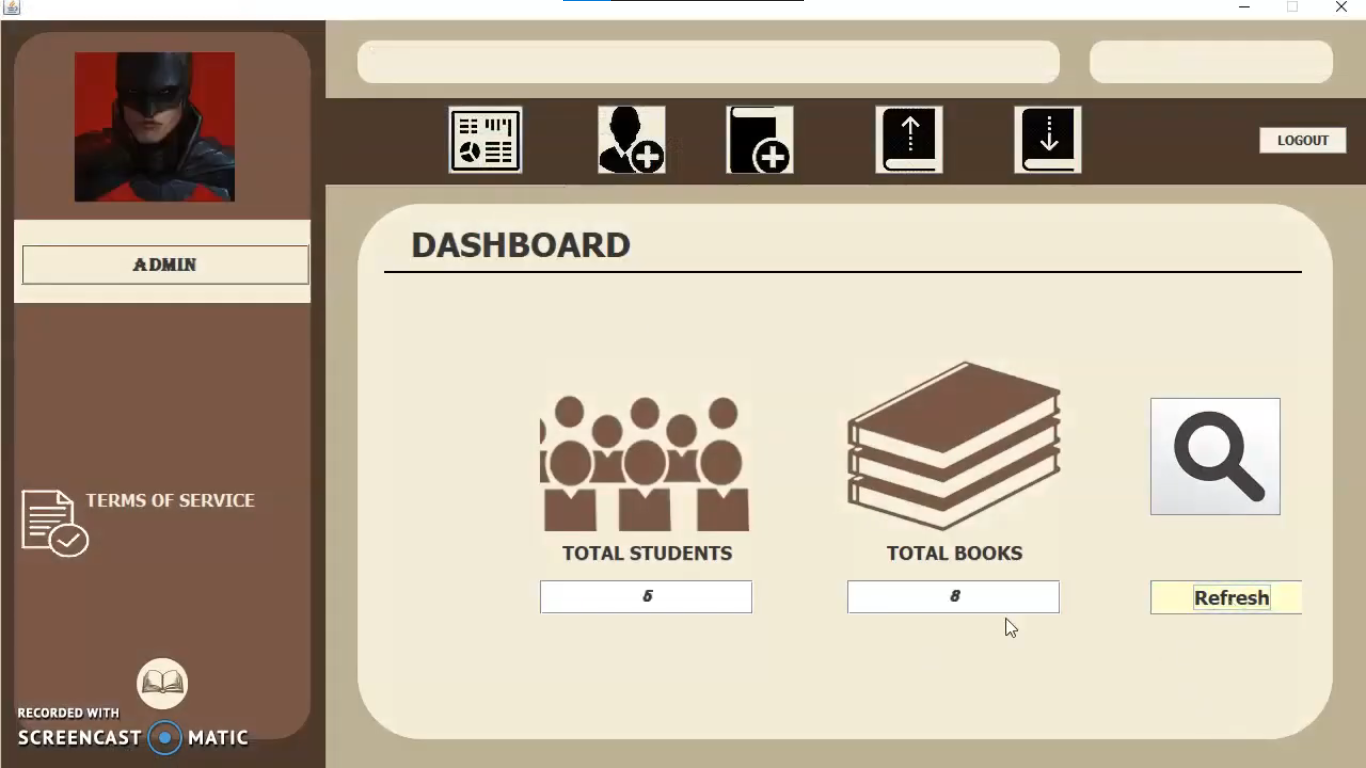 LOGOUT
DASHBOARD
ADMIN
TERMS OF SERVICE
TOTAL STUDENTS
TOTAL BOOKS
5
8
Refresh
RECORDED WITH
SCREENCAST MATIC